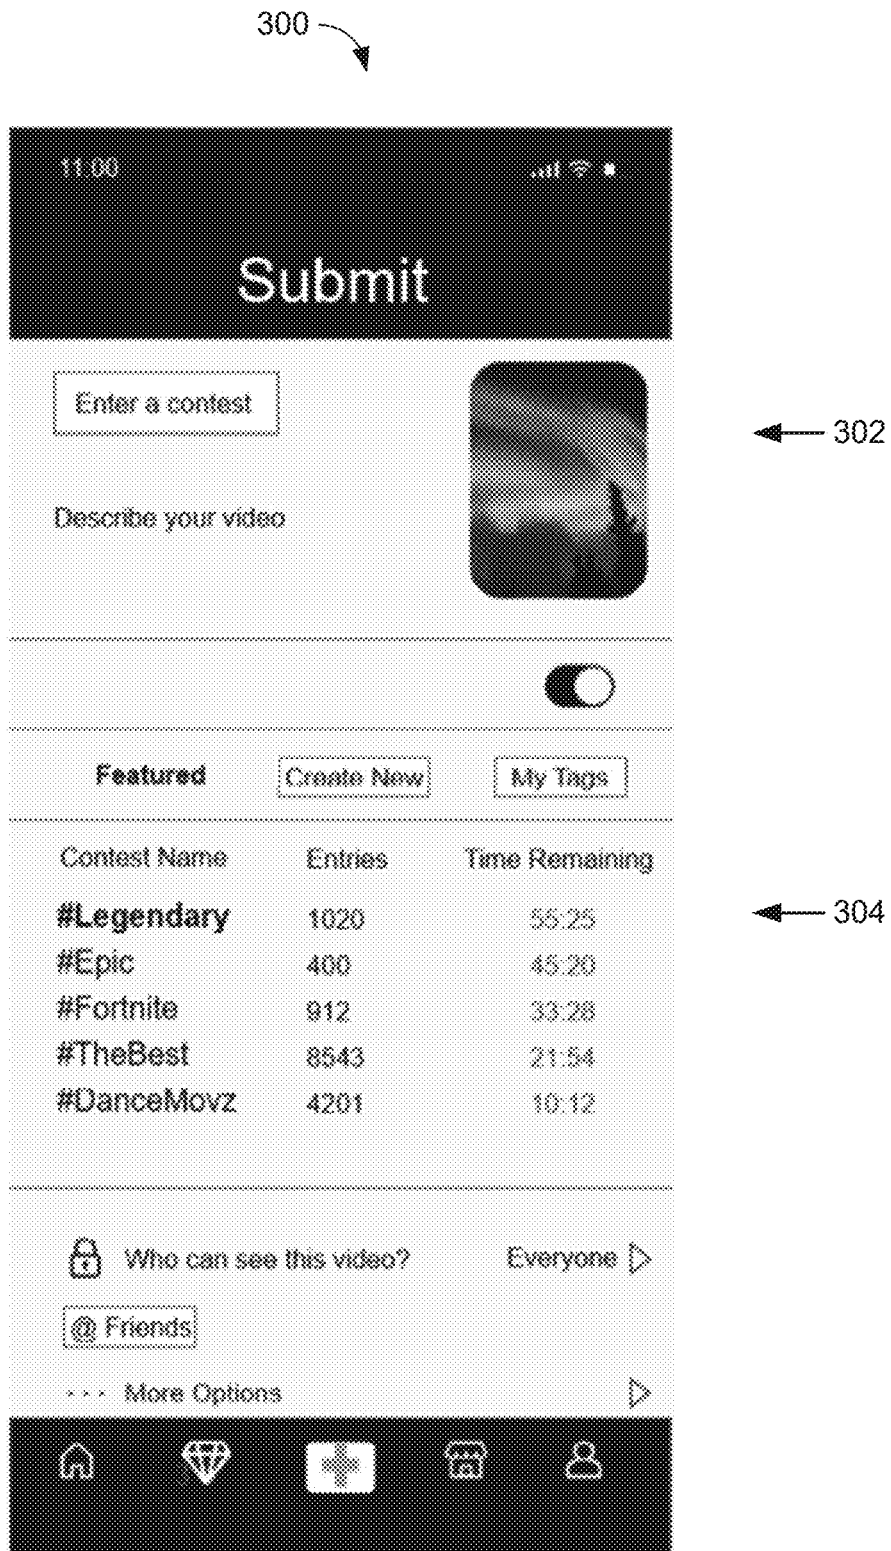 300
11:00
Submit
Enter a contest
302
Describe your video
Featured Create New My Tags
Contest Name Entries Time Remaining
#Legendary 1020 55:25
304
#Epic 400 45:20
#Fortnite 912 33:28
#TheBest 8543 21:54
#DanceMovz 4201 10:12
Who can see this video? Everyone
@ Friends
... More Options